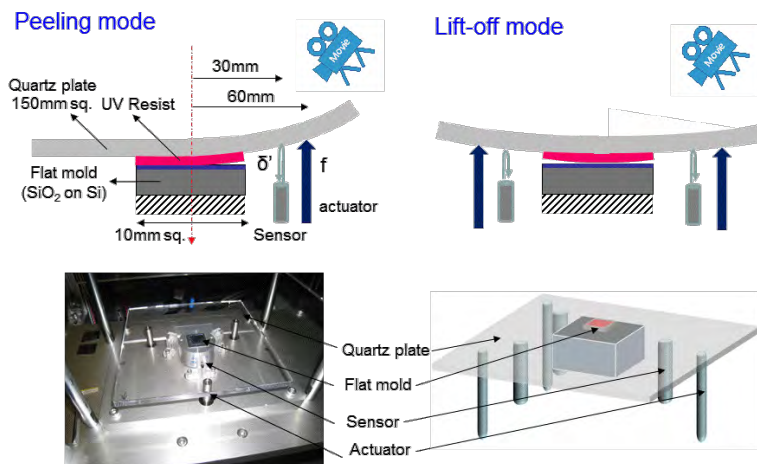 Peeling mode
Lift-off mode
Movie
Movie
30mm
60mm
Quartz plate
150mm sq.
UV Resist
δ’
f
Flat mold
(SiO₂ on Si)
actuator
10mm sq.
Sensor
Quartz plate
Flat mold
Sensor
Actuator